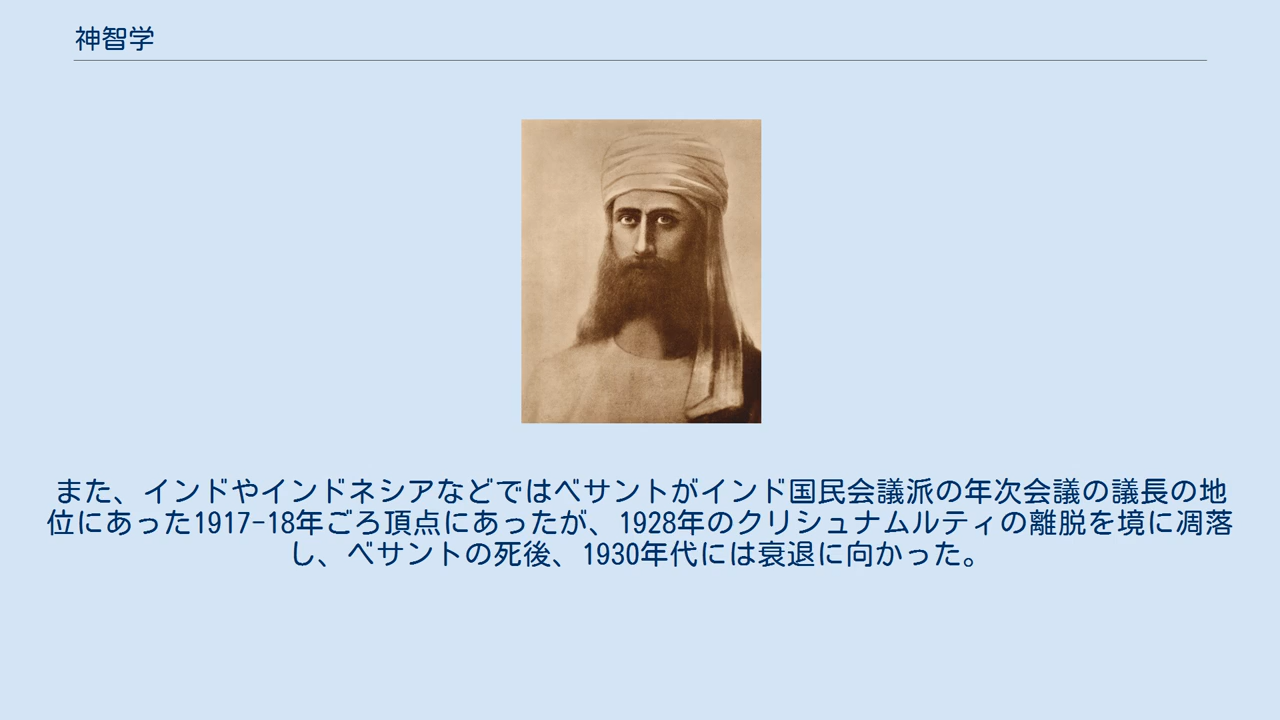 神智学
また、インドやインドネシアなどではベサントがインド国民会議派の年次会議の議長の地
位にあった1917-18年ごろ頂点にあったが、1928年のクリシュナムルティの離脱を境に凋落
し、ベサントの死後、1930年代には衰退に向かった。